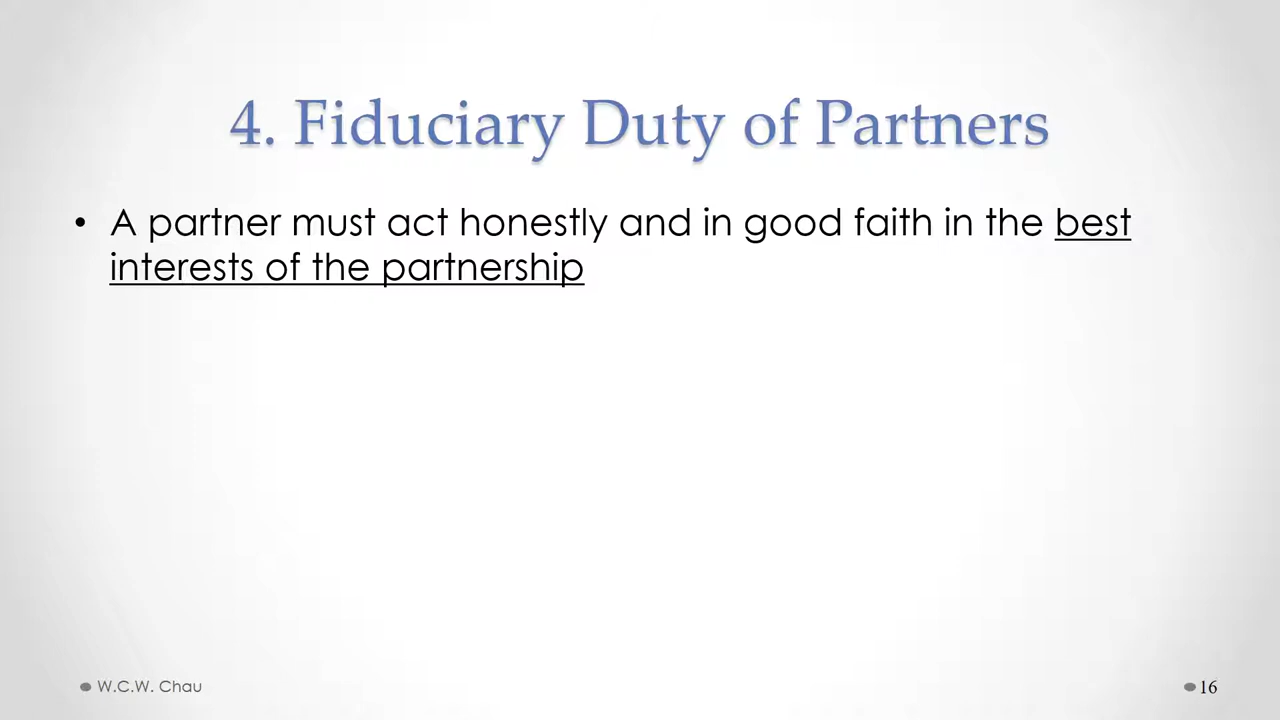 4. Fiduciary Duty of Partners
• A partner must act honestly and in good faith in the best
interests of the partnership
W.C.W. Chau
16